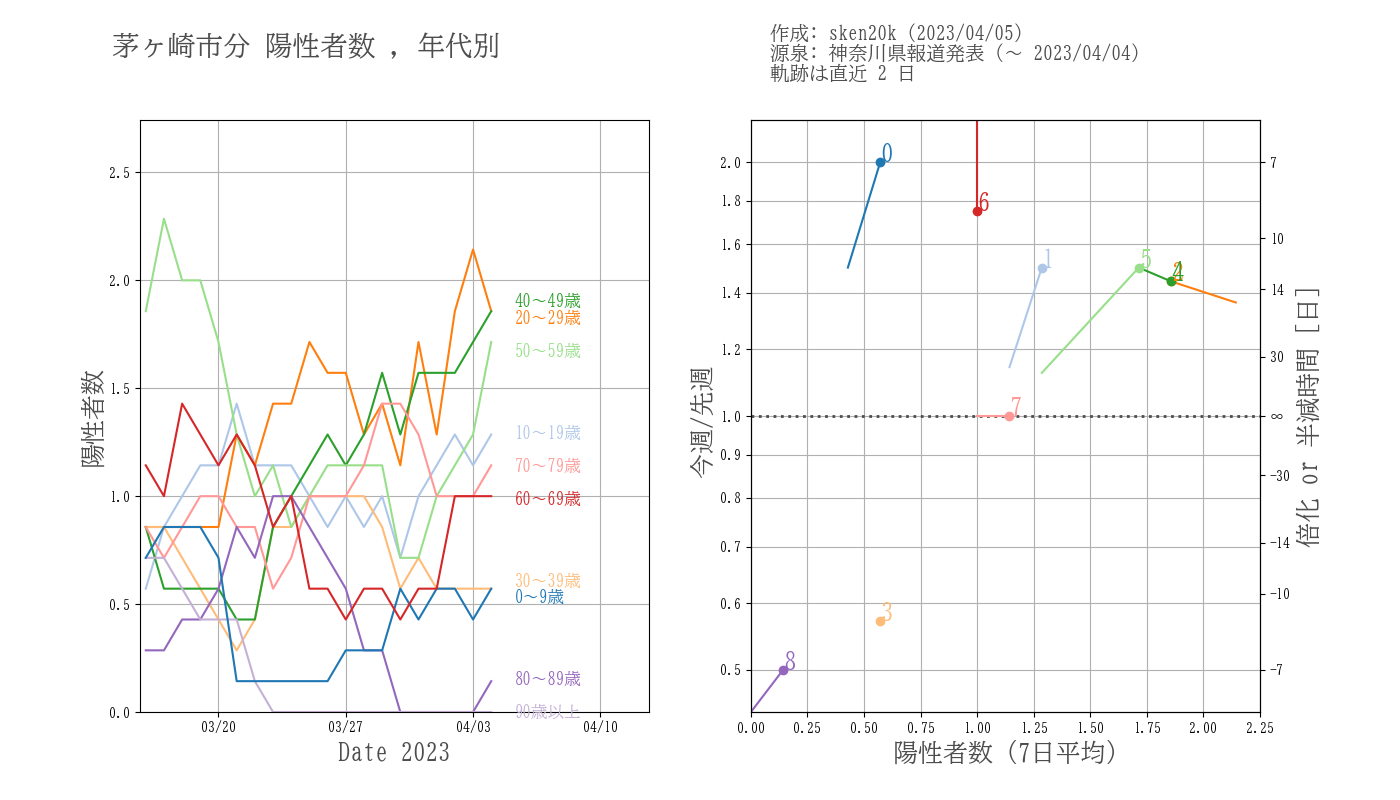 茅ヶ崎市分 陽性者数 , 年代別
作成: sken20k (2023/04/05)
源泉: 神奈川県報道発表 (～ 2023/04/04)
軌跡は直近 2 日
陽性者数
2.5
2.0
1.5
1.0
0.5
0.0
03/20
03/27
04/03
04/10
Date 2023
40～49歳
20～29歳
50～59歳
10～19歳
70～79歳
60～69歳
30～39歳
0～9歳
80～89歳
90歳以上
今週/先週
2.0
1.8
1.6
1.4
1.2
1.0
0.9
0.8
0.7
0.6
0.5
0
6
1
5
2
4
7
3
8
0.00
0.25
0.50
0.75
1.00
1.25
1.50
1.75
2.00
2.25
陽性者数 (7日平均)
7
10
14
30
∞
−30
−14
−10
−7
倍化 or 半減時間 [日]